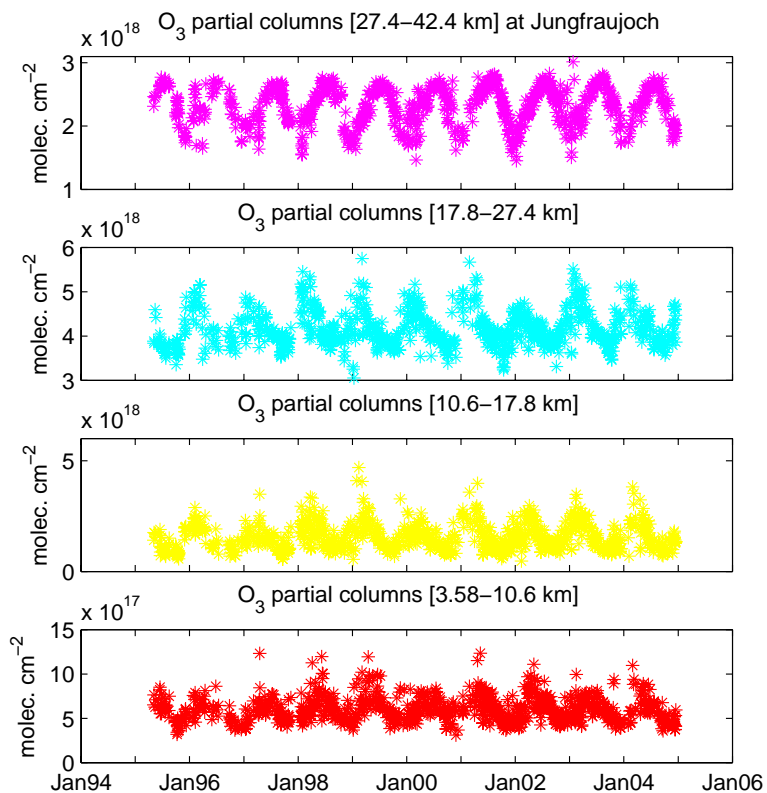 O3 partial columns [27.4−42.4 km] at Jungfraujoch
x 10^18
3
2
1
molec. cm−2
O3 partial columns [17.8−27.4 km]
x 10^18
6
5
4
3
molec. cm−2
O3 partial columns [10.6−17.8 km]
x 10^18
5
0
molec. cm−2
O3 partial columns [3.58−10.6 km]
x 10^17
15
10
5
0
molec. cm−2
Jan94 Jan96 Jan98 Jan00 Jan02 Jan04 Jan06